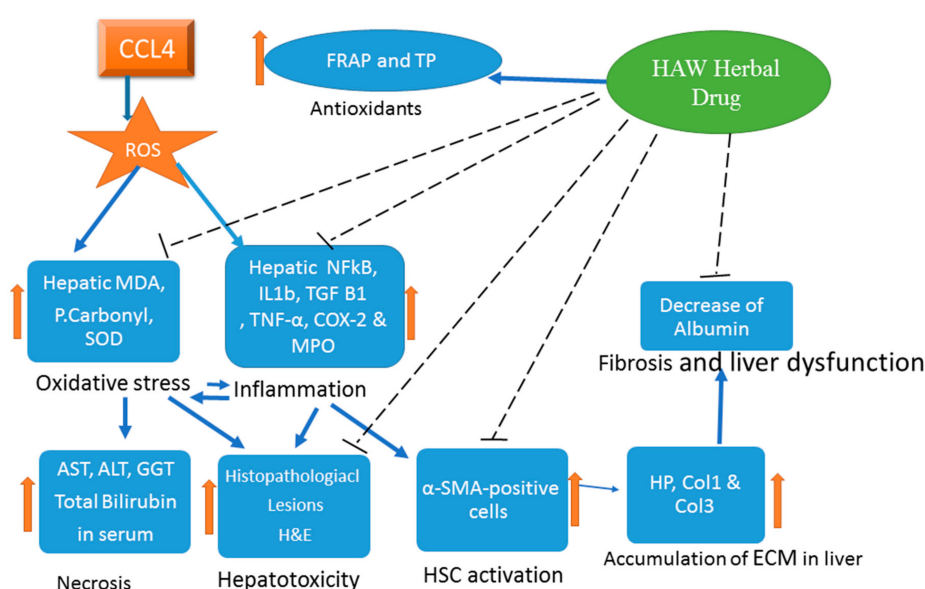 CCL4
FRAP and TP
Antioxidants
HAW Herbal
Drug
ROS
Hepatic MDA,
P.Carbonyl,
SOD
Oxidative stress
Hepatic NFkB,
IL1b, TGF B1
, TNF-α, COX-2 &
MPO
Inflammation
Decrease of
Albumin
Fibrosis and liver dysfunction
AST, ALT, GGT
Total Bilirubin
in serum
Necrosis
Histopathologiacl
Lesions
H&E
Hepatotoxicity
α-SMA-positive
cells
HSC activation
HP, Col1 &
Col3
Accumulation of ECM in liver